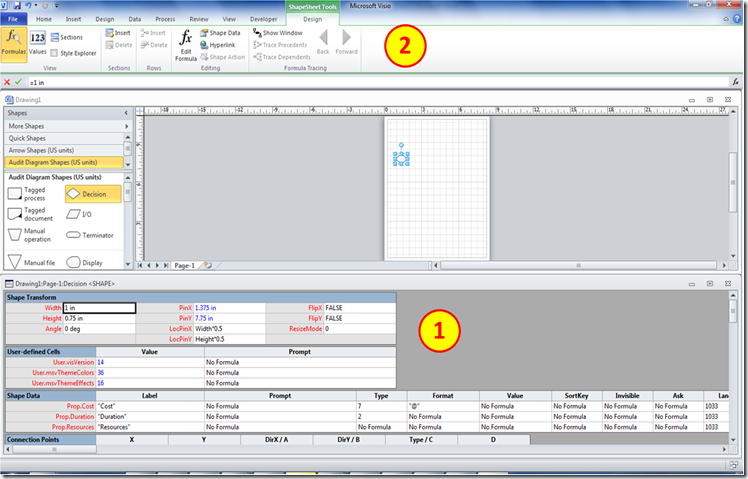 ShapeSheet Tools
Drawing1 Microsoft Visio
File Home Insert Design Data Process Review View Developer Design
Formulas
123 Values
Sections
Style Explorer
View
Insert
Delete
Sections
Insert
Delete
Rows
fx Edit Formula
Shape Data
Hyperlink
Shape Action
Editing
Show Window
Trace Precedents
Trace Dependents
Back Forward
Formula Tracing
2
=1 in
Drawing1
Shapes
More Shapes
Quick Shapes
Arrow Shapes (US units)
Audit Diagram Shapes (US units)
Audit Diagram Shapes (US units)
Tagged process Decision
Tagged document I/O
Manual operation Terminator
Manual file Display
Page-1
Drawing1:Page-1:Decision <SHAPE>
Shape Transform
Width 1 in PinX 1.375 in FlipX FALSE
Height 0.75 in PinY 7.75 in FlipY FALSE
Angle 0 deg LocPinX Width*0.5 ResizeMode 0
LocPinY Height*0.5
1
User-defined Cells Value Prompt
User.visVersion 14 No Formula
User.msvThemeColors 36 No Formula
User.msvThemeEffects 16 No Formula
Shape Data Label Prompt Type Format Value SortKey Invisible Ask Lan
Prop.Cost "Cost" No Formula 7 "@" No Formula No Formula No Formula No Formula 1033
Prop.Duration "Duration" No Formula 2 No Formula No Formula No Formula No Formula No Formula 1033
Prop.Resources "Resources" No Formula No Formula No Formula No Formula No Formula No Formula No Formula 1033
Connection Points X Y DirX / A DirY / B Type / C D